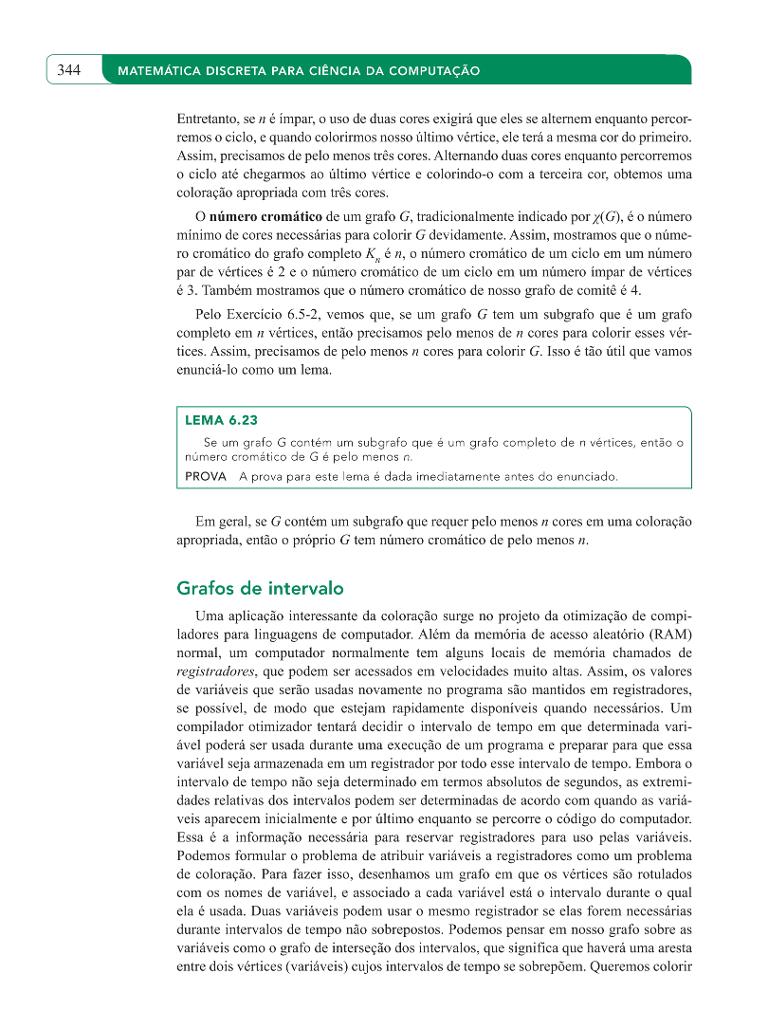 344
MATEMÁTICA DISCRETA PARA CIÊNCIA DA COMPUTAÇÃO
Entretanto, se n é ímpar, o uso de duas cores exigirá que eles se alternem enquanto percor-
remos o ciclo, e quando colorirmos nosso último vértice, ele terá a mesma cor do primeiro.
Assim, precisamos de pelo menos três cores. Alternando duas cores enquanto percorremos
o ciclo até chegarmos ao último vértice e colorindo-o com a terceira cor, obtemos uma
coloração apropriada com três cores.
O número cromático de um grafo G, tradicionalmente indicado por χ(G), é o número
mínimo de cores necessárias para colorir G devidamente. Assim, mostramos que o núme-
ro cromático do grafo completo Kn é n, o número cromático de um ciclo em um número
par de vértices é 2 e o número cromático de um ciclo em um número ímpar de vértices
é 3. Também mostramos que o número cromático de nosso grafo de comitê é 4.
Pelo Exercício 6.5-2, vemos que, se um grafo G tem um subgrafo que é um grafo
completo em n vértices, então precisamos pelo menos de n cores para colorir esses vér-
tices. Assim, precisamos de pelo menos n cores para colorir G. Isso é tão útil que vamos
enunciá-lo como um lema.
LEMA 6.23
Se um grafo G contém um subgrafo que é um grafo completo de n vértices, então o
número cromático de G é pelo menos n.
PROVA A prova para este lema é dada imediatamente antes do enunciado.
Em geral, se G contém um subgrafo que requer pelo menos n cores em uma coloração
apropriada, então o próprio G tem número cromático de pelo menos n.
Grafos de intervalo
Uma aplicação interessante da coloração surge no projeto da otimização de compi-
ladores para linguagens de computador. Além da memória de acesso aleatório (RAM)
normal, um computador normalmente tem alguns locais de memória chamados de
registradores, que podem ser acessados em velocidades muito altas. Assim, os valores
de variáveis que serão usadas novamente no programa são mantidos em registradores,
se possível, de modo que estejam rapidamente disponíveis quando necessários. Um
compilador otimizador tentará decidir o intervalo de tempo em que determinada vari-
ável poderá ser usada durante uma execução de um programa e preparar para que essa
variável seja armazenada em um registrador por todo esse intervalo de tempo. Embora o
intervalo de tempo não seja determinado em termos absolutos de segundos, as extremi-
dades relativas dos intervalos podem ser determinadas de acordo com quando as variá-
veis aparecem inicialmente e por último enquanto se percorre o código do computador.
Essa é a informação necessária para reservar registradores para uso pelas variáveis.
Podemos formular o problema de atribuir variáveis a registradores como um problema
de coloração. Para fazer isso, desenhamos um grafo em que os vértices são rotulados
com os nomes de variável, e associado a cada variável está o intervalo durante o qual
ela é usada. Duas variáveis podem usar o mesmo registrador se elas forem necessárias
durante intervalos de tempo não sobrepostos. Podemos pensar em nosso grafo sobre as
variáveis como o grafo de interseção dos intervalos, que significa que haverá uma aresta
entre dois vértices (variáveis) cujos intervalos de tempo se sobrepõem. Queremos colorir